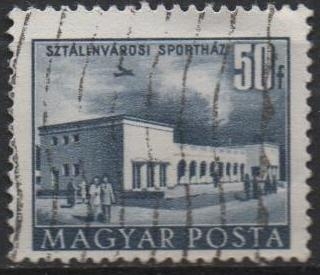 SZTÁLINVÁROSI SPORTHÁZ
50f
MAGYAR POSTA